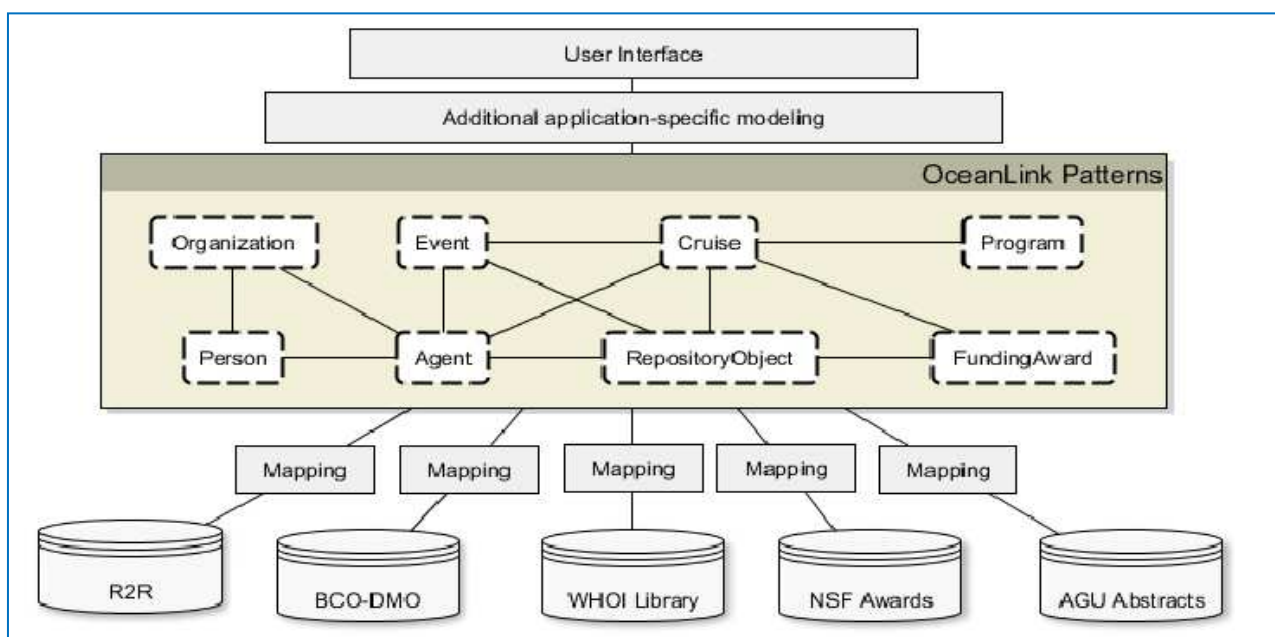 User Interface
Additional application-specific modeling
OceanLink Patterns
Organization Event Cruise Program
Person Agent RepositoryObject FundingAward
Mapping Mapping Mapping Mapping Mapping
R2R BCO-DMO WHOI Library NSF Awards AGU Abstracts